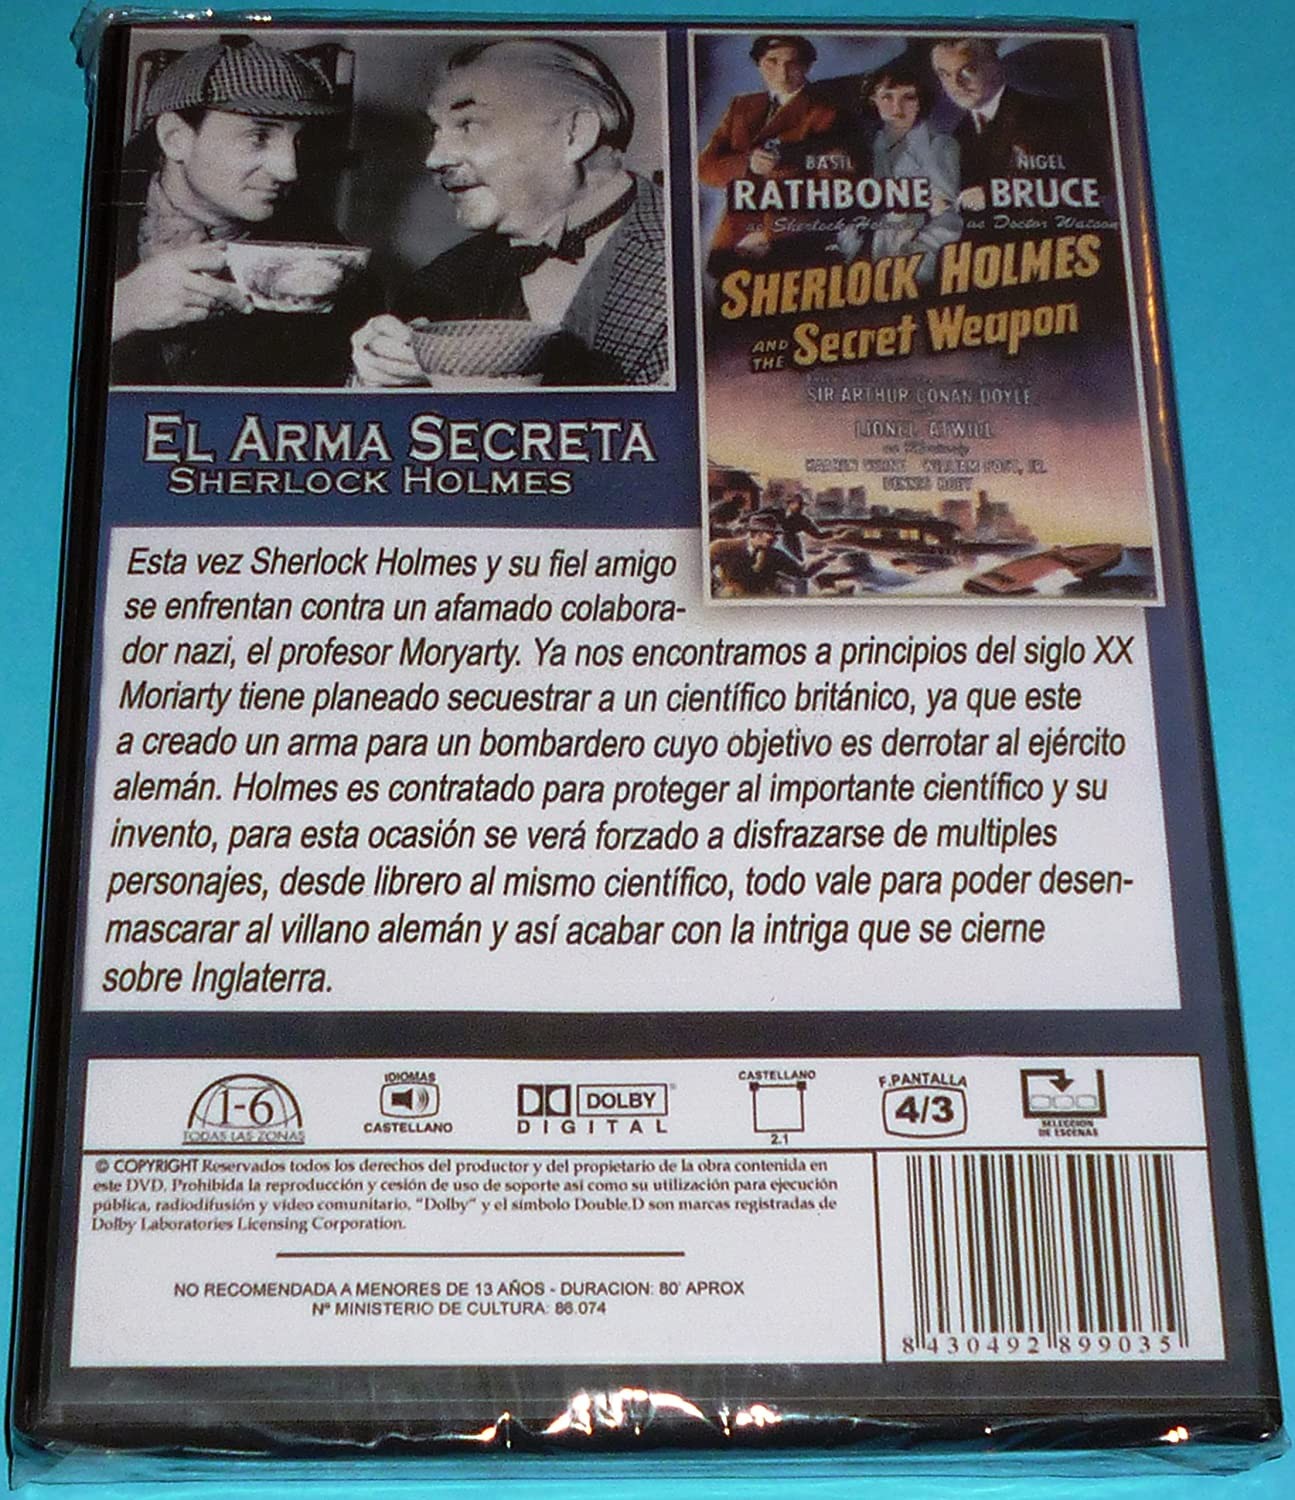 BASIL NIGEL
RATHBONE BRUCE
as Sherlock Holmes as Doctor Watson
SHERLOCK HOLMES
AND THE Secret Weapon
SIR ARTHUR CONAN DOYLE
LIONEL ATWILL
DENNIS HOEY
EL ARMA SECRETA
SHERLOCK HOLMES
Esta vez Sherlock Holmes y su fiel amigo
se enfrentan contra un afamado colabora-
dor nazi, el profesor Moryarty. Ya nos encontramos a principios del siglo XX
Moriarty tiene planeado secuestrar a un científico británico, ya que este
a creado un arma para un bombardero cuyo objetivo es derrotar al ejército
alemán. Holmes es contratado para proteger al importante científico y su
invento, para esta ocasión se verá forzado a disfrazarse de multiples
personajes, desde librero al mismo científico, todo vale para poder desen-
mascarar al villano alemán y así acabar con la intriga que se cierne
sobre Inglaterra.
1-6
TODAS LAS ZONAS
IDIOMAS
CASTELLANO
DOLBY
DIGITAL
CASTELLANO
2.1
F.PANTALLA
4/3
SELECCION
DE ESCENAS
© COPYRIGHT Reservados todos los derechos del productor y del propietario de la obra contenida en
este DVD. Prohibida la reproducción y cesión de uso de soporte así como su utilización para ejecución
pública, radiodifusión y vídeo comunitario. "Dolby" y el símbolo Double.D son marcas registradas de
Dolby Laboratories Licensing Corporation.
NO RECOMENDADA A MENORES DE 13 AÑOS - DURACION: 80' APROX
Nº MINISTERIO DE CULTURA: 86.074
8 430492 899035